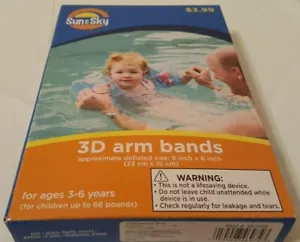 Sun&Sky
$3.99
3D arm bands
approximate deflated size: 9 inch x 6 inch
(23 cm x 15 cm)
for ages 3-6 years
(for children up to 66 pounds)
WARNING:
• This is not a lifesaving device.
• Do not leave child unattended while
device is in use.
• Check regularly for leakage and tears.